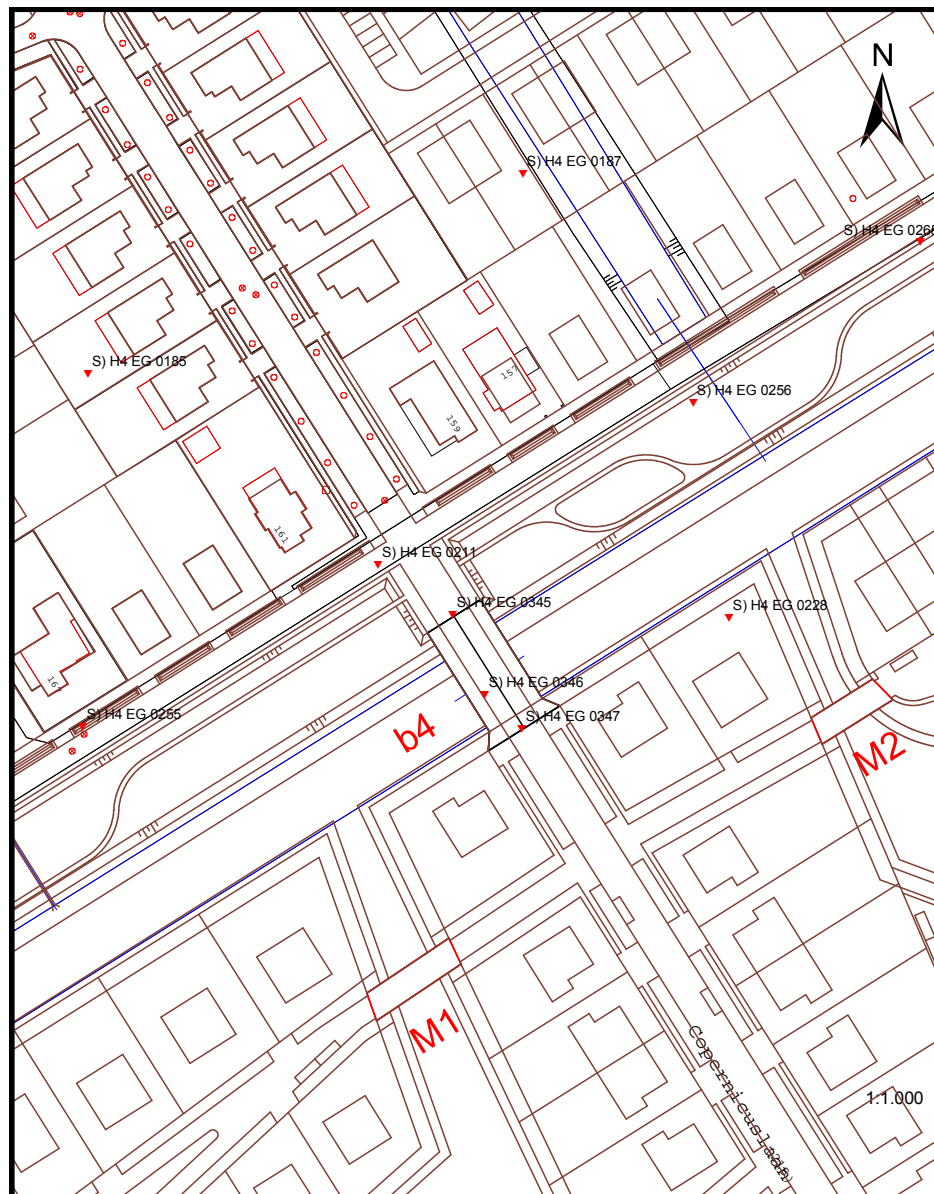 N
S) H4 EG 0187
S) H4 EG 0268
S) H4 EG 0185
157
S) H4 EG 0256
159
161
S) H4 EG 0211
S) H4 EG 0345
S) H4 EG 0228
S) H4 EG 0346
S) H4 EG 0255
S) H4 EG 0347
b4
M2
M1
Copernicuslaan
1:1.000